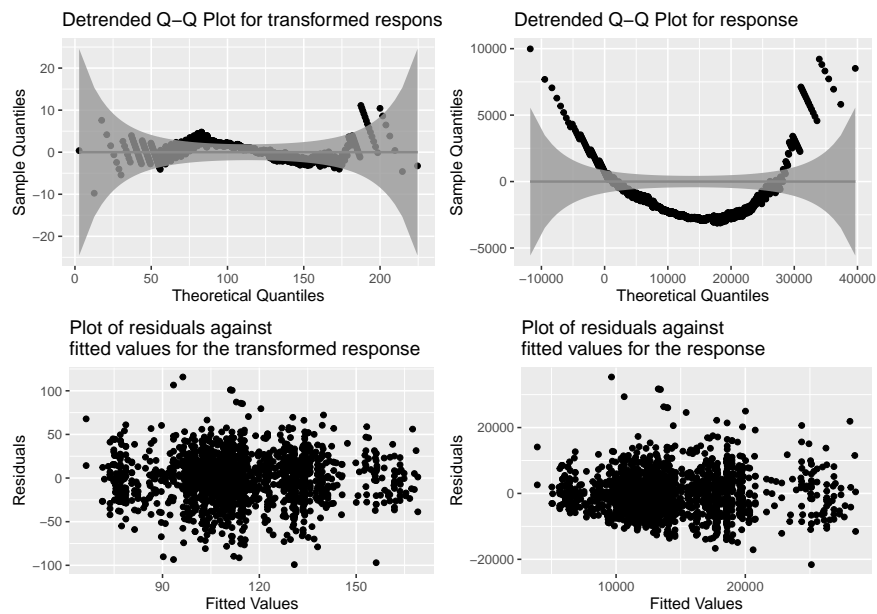 Detrended Q−Q Plot for transformed respons
Sample Quantiles
20
10
0
−10
−20
0 50 100 150 200
Theoretical Quantiles
Detrended Q−Q Plot for response
Sample Quantiles
10000
5000
0
−5000
−10000 0 10000 20000 30000 40000
Theoretical Quantiles
Plot of residuals against
fitted values for the transformed response
Residuals
100
50
0
−50
−100
90 120 150
Fitted Values
Plot of residuals against
fitted values for the response
Residuals
20000
0
−20000
10000 20000
Fitted Values